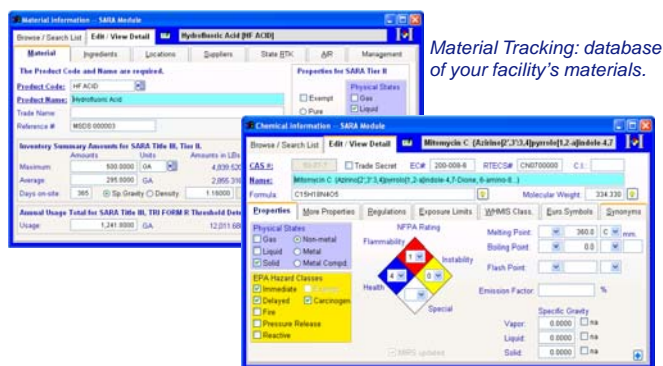 Material Information -- SARA Module
Browse / Search List Edit / View Detail Hydrofluoric Acid [HF ACID]
Material Ingredients Locations Suppliers State RTK A/R Management
The Product Code and Name are required.
Properties for SARA Tier II
Product Code: HF ACID
Physical States
Product Name: Hydrofluoric Acid
Exempt Gas
Trade Name
Pure Liquid
Reference # MSDS 000003
Inventory Summary Amounts for SARA Title III, Tier II.
Amounts Units Amounts in LBs
Maximum: 500.0000 GA
Average: 295.0000 GA
Days on-site: 365 Sp.Gravity Density 1.16000
Annual Usage Total for SARA Title III, TRI FORM R Threshold
Usage: 1,241.0000 GA
Material Tracking: database
of your facility's materials.
Chemical Information -- SARA Module
Browse / Search List Edit / View Detail Mitomycin C
CAS #: Trade Secret EC# 200-008-6 RTECS# CN0700000 C.I.:
Name: Mitomycin C
Formula: C15H18N4O5 Molecular Weight: 334.330
Properties More Properties Regulations Exposure Limits WHMIS Class. Euro Symbols Synonyms
Physical States
Gas Non-metal
Liquid Metal
Solid Metal Compd.
NFPA Rating
Flammability 1
Instability 0
Health 4
Special
EPA Hazard Classes
Immediate
Delayed Carcinogen
Fire
Pressure Release
Reactive
Melting Point: 360.0 C mm.
Boiling Point: 0.0
Flash Point:
Emission Factor: %
Specific Gravity
Vapor: 0.0000 na
Liquid: 0.0000 na
Solid: 0.0000 na